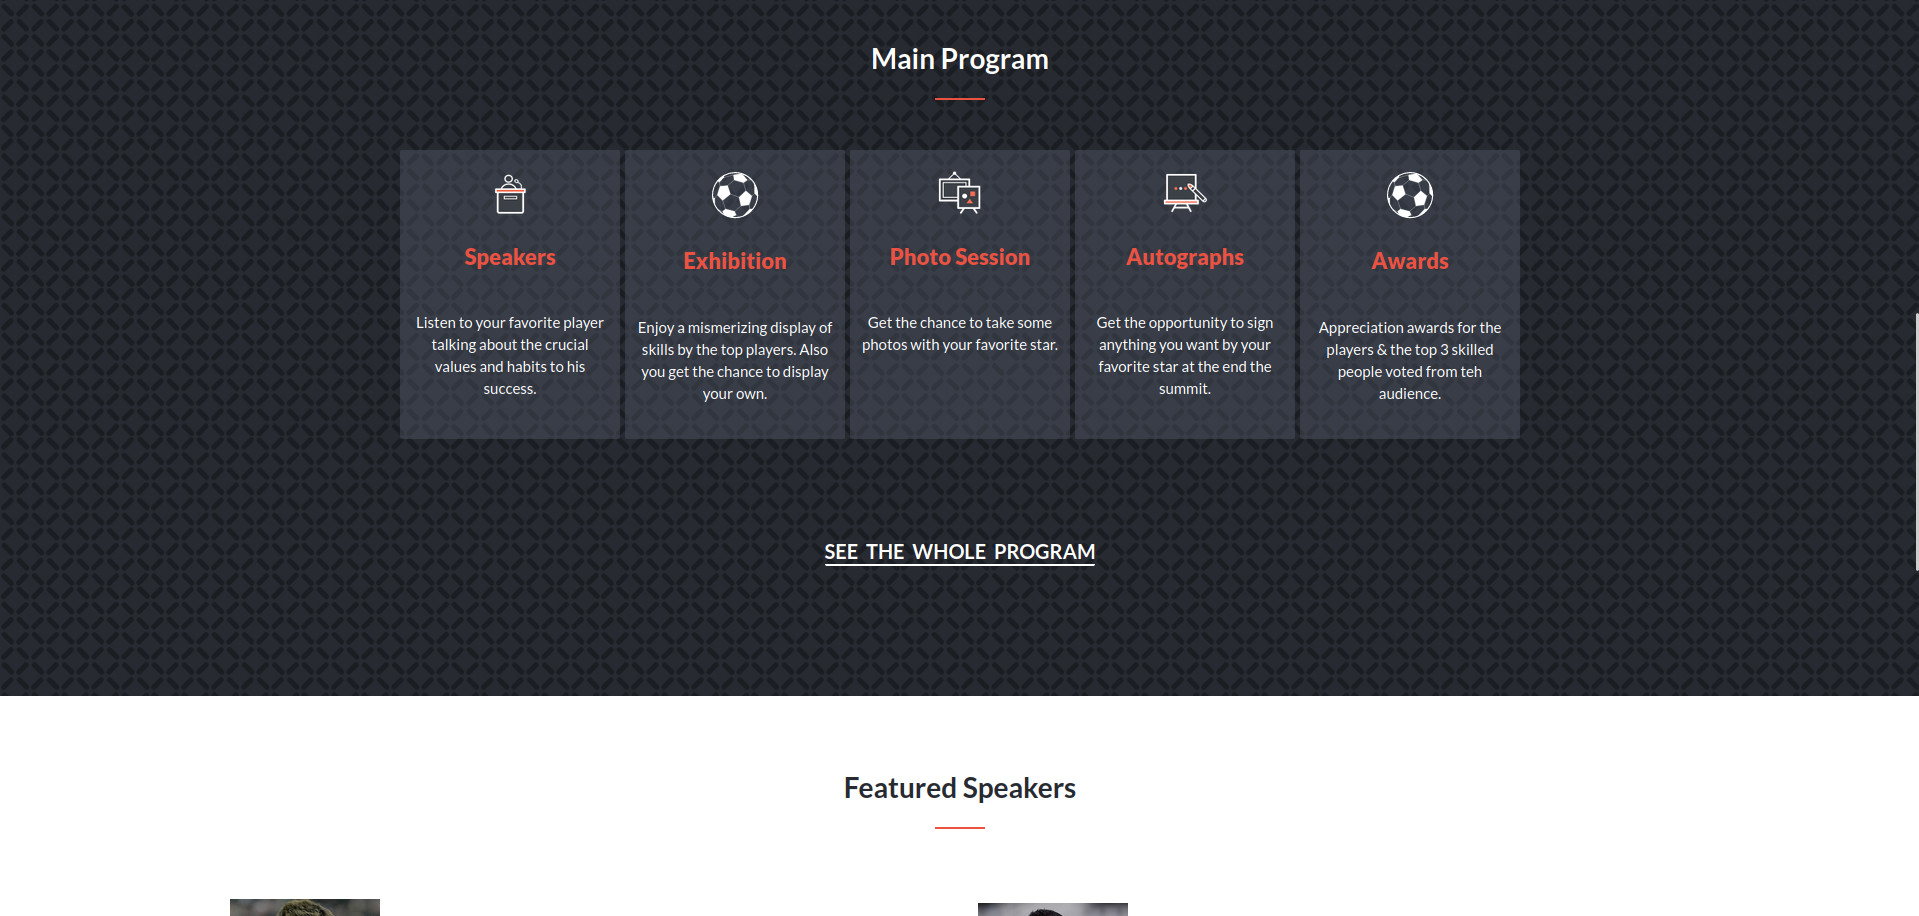 Main Program
Speakers
Listen to your favorite player
talking about the crucial
values and habits to his
success.
Exhibition
Enjoy a mismerizing display of
skills by the top players. Also
you get the chance to display
your own.
Photo Session
Get the chance to take some
photos with your favorite star.
Autographs
Get the opportunity to sign
anything you want by your
favorite star at the end the
summit.
Awards
Appreciation awards for the
players & the top 3 skilled
people voted from teh
audience.
SEE THE WHOLE PROGRAM
Featured Speakers